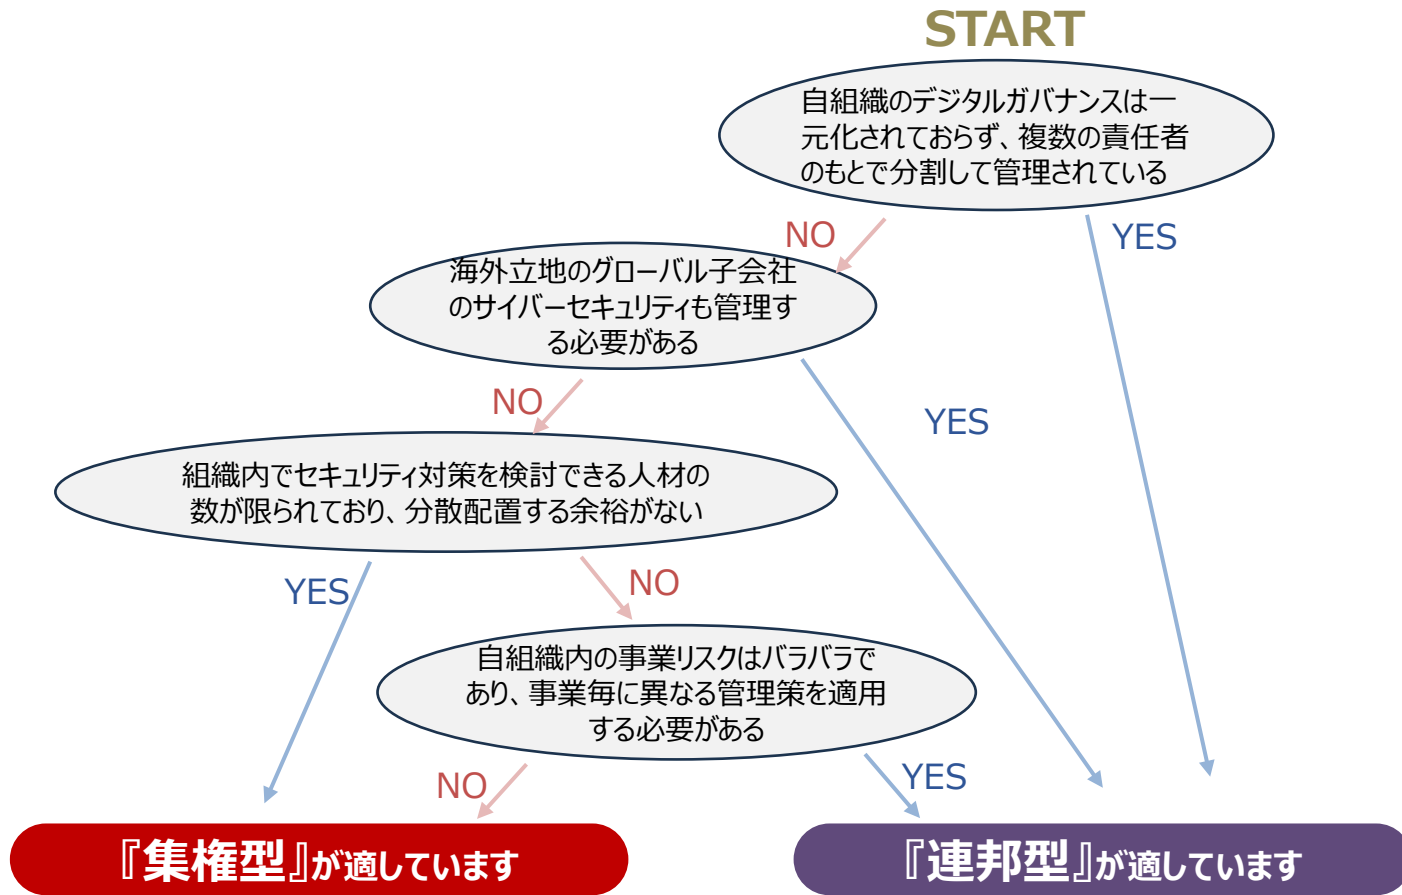 START
自組織のデジタルガバナンスは一
元化されておらず、複数の責任者
のもとで分割して管理されている
NO
YES
海外立地のグローバル子会社
のサイバーセキュリティも管理す
る必要がある
NO
YES
組織内でセキュリティ対策を検討できる人材の
数が限られており、分散配置する余裕がない
YES
NO
自組織内の事業リスクはバラバラで
あり、事業毎に異なる管理策を適用
する必要がある
NO
YES
『集権型』が適しています
『連邦型』が適しています